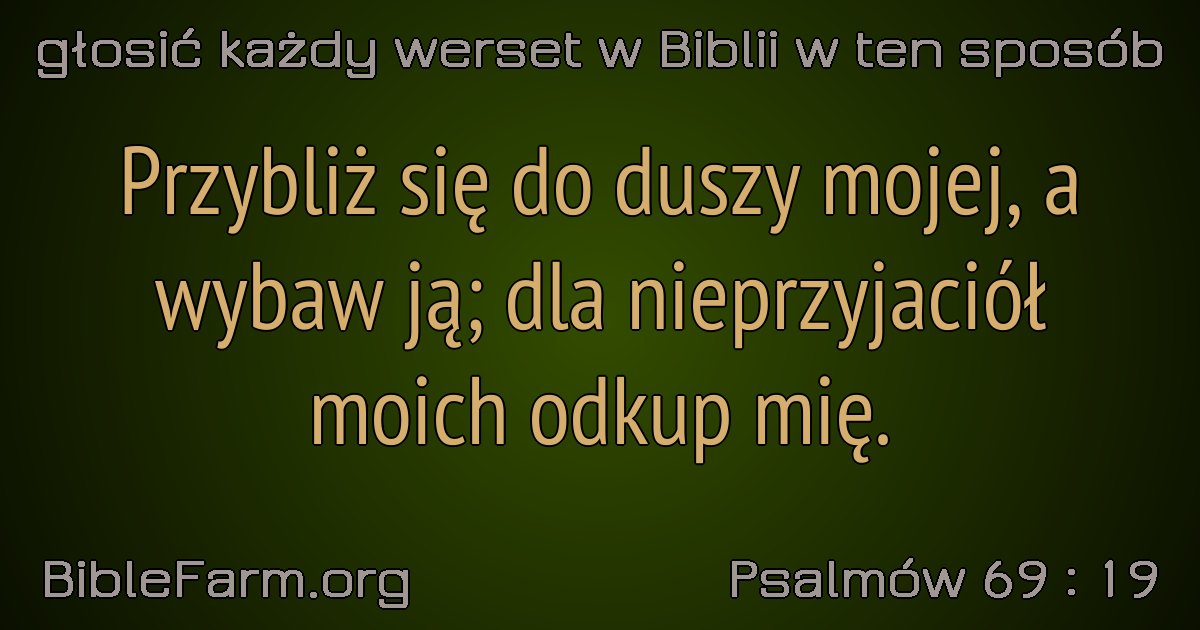 głosić każdy werset w Biblii w ten sposób
Przybliż się do duszy mojej, a
wybaw ją; dla nieprzyjaciół
moich odkup mię.
BibleFarm.org
Psalmów 69 : 19